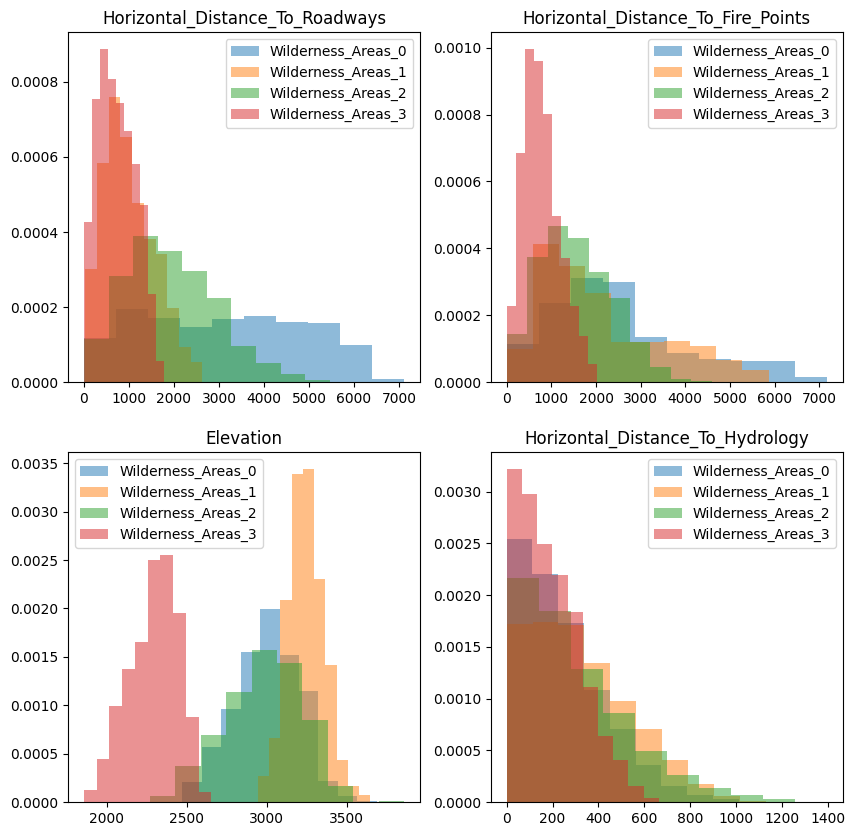 Horizontal_Distance_To_Roadways
Wilderness_Areas_0
Wilderness_Areas_1
Wilderness_Areas_2
Wilderness_Areas_3
0.0008
0.0006
0.0004
0.0002
0.0000
0 1000 2000 3000 4000 5000 6000 7000
Horizontal_Distance_To_Fire_Points
Wilderness_Areas_0
Wilderness_Areas_1
Wilderness_Areas_2
Wilderness_Areas_3
0.0010
0.0008
0.0006
0.0004
0.0002
0.0000
0 1000 2000 3000 4000 5000 6000 7000
Elevation
Wilderness_Areas_0
Wilderness_Areas_1
Wilderness_Areas_2
Wilderness_Areas_3
0.0035
0.0030
0.0025
0.0020
0.0015
0.0010
0.0005
0.0000
2000 2500 3000 3500
Horizontal_Distance_To_Hydrology
Wilderness_Areas_0
Wilderness_Areas_1
Wilderness_Areas_2
Wilderness_Areas_3
0.0030
0.0025
0.0020
0.0015
0.0010
0.0005
0.0000
0 200 400 600 800 1000 1200 1400